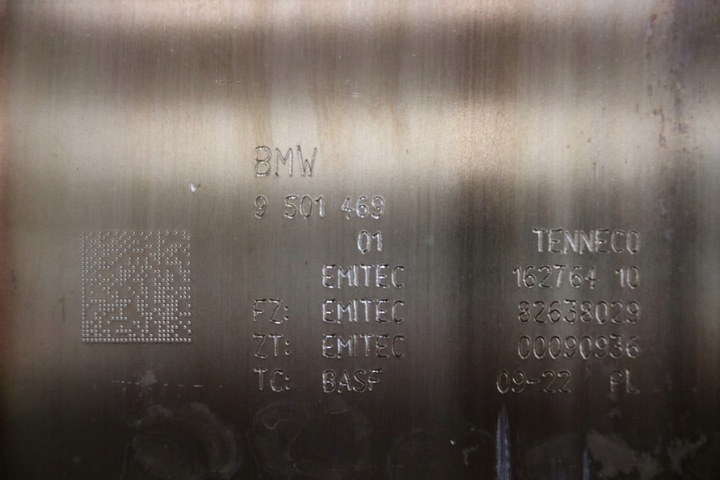 BMW
9 501 469
01 TENNECO
EMITEC 162764 10
FZ: EMITEC 82638029
ZT: EMITEC 00090936
TC: BASF 09-22 PL